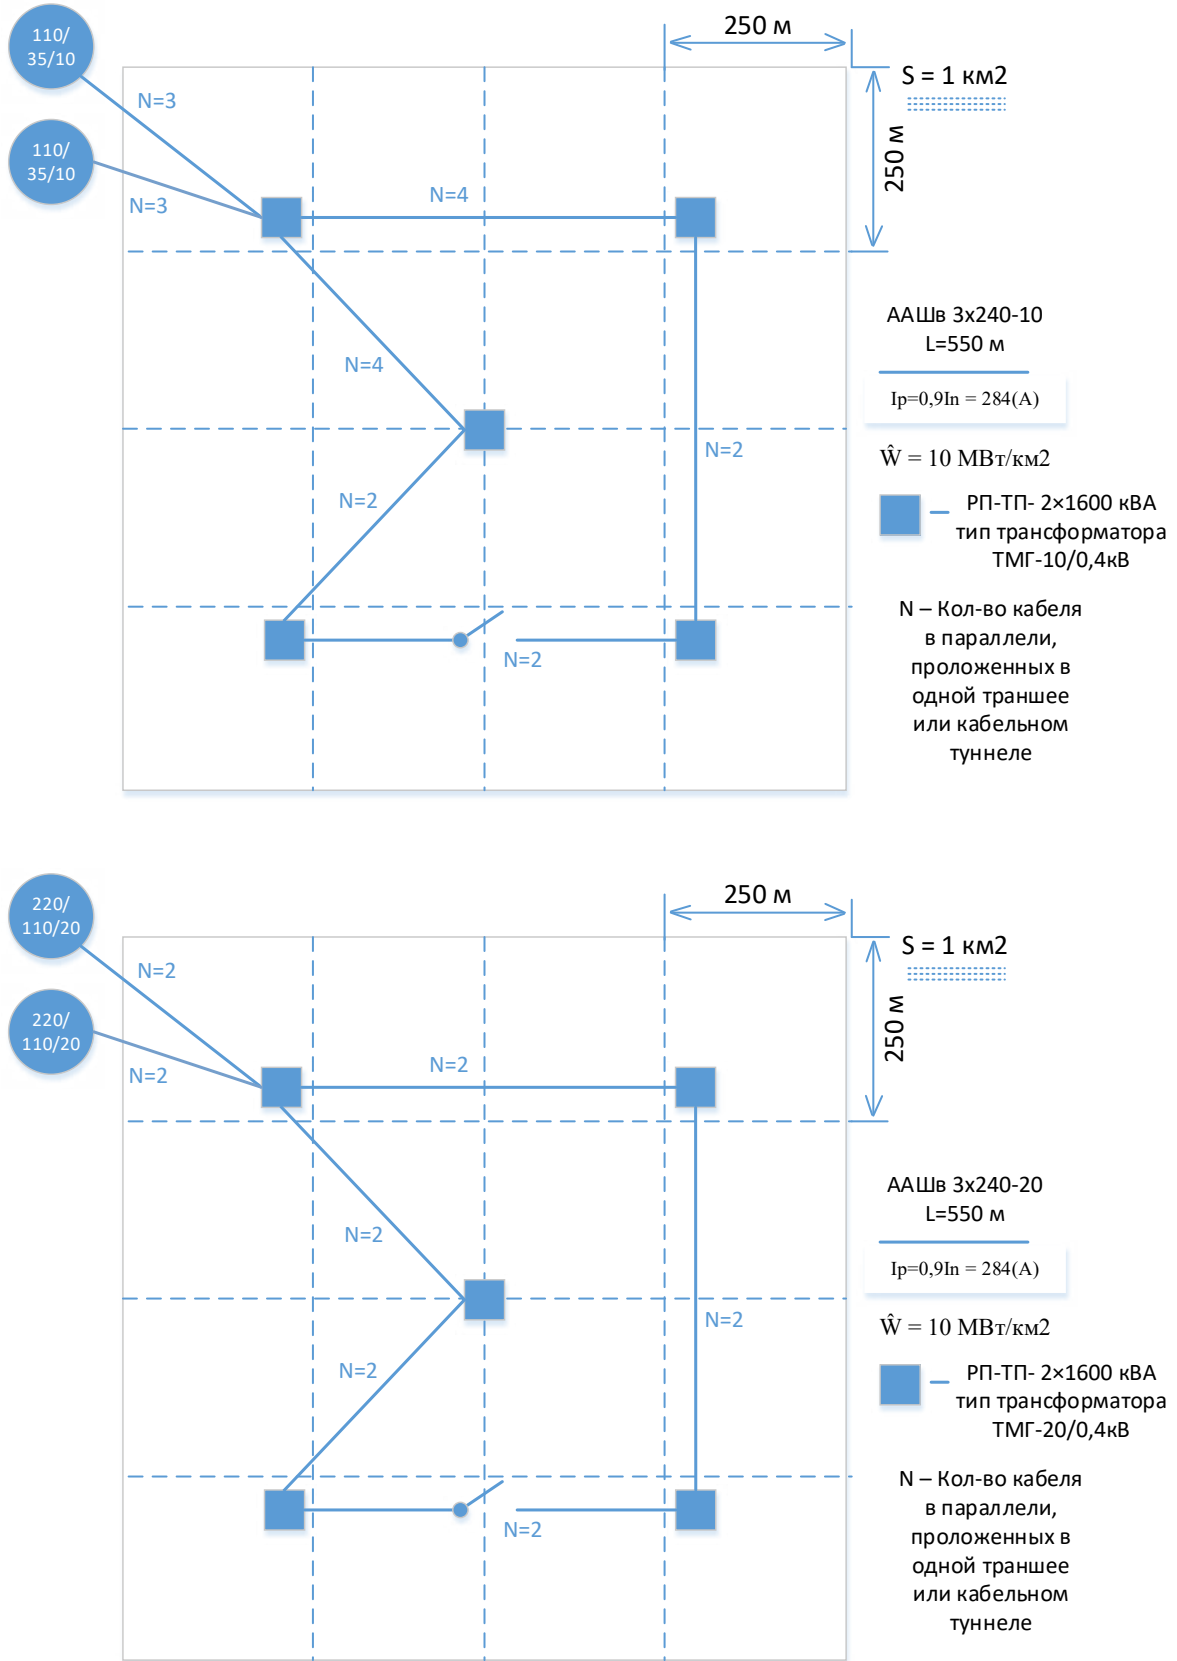 250 м
110/
35/10
S = 1 км2
N=3
250 м
110/
35/10
N=3
N=4
ААШв 3х240-10
L=550 м
N=4
Iр=0,9Iп = 284(А)
N=2
Ŵ = 10 МВт/км2
N=2
РП-ТП- 2×1600 кВА
тип трансформатора
ТМГ-10/0,4кВ
N – Кол-во кабеля
в параллели,
проложенных в
одной траншее
или кабельном
туннеле
N=2
250 м
220/
110/20
S = 1 км2
N=2
250 м
220/
110/20
N=2
N=2
ААШв 3х240-20
L=550 м
N=2
Iр=0,9Iп = 284(А)
N=2
Ŵ = 10 МВт/км2
N=2
РП-ТП- 2×1600 кВА
тип трансформатора
ТМГ-20/0,4кВ
N – Кол-во кабеля
в параллели,
проложенных в
одной траншее
или кабельном
туннеле
N=2